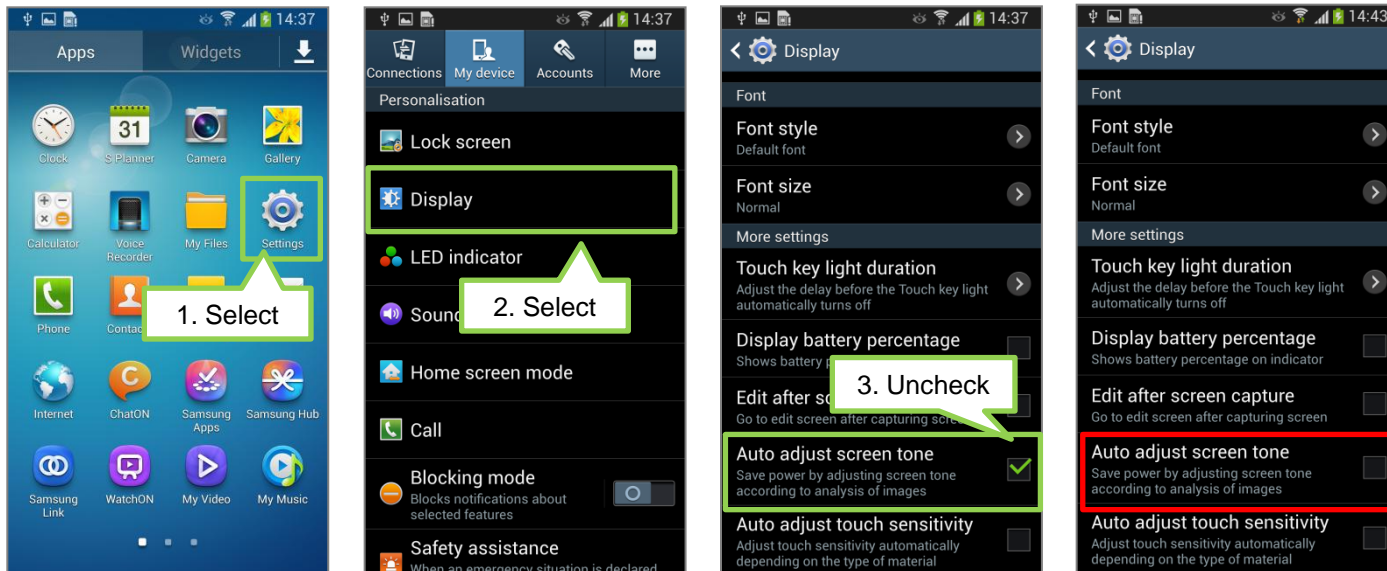 14:37
Apps
Widgets
31
Clock
S Planner
Camera
Gallery
Calculator
Voice
Recorder
My Files
Settings
1. Select
Phone
Internet
ChatON
Samsung
Apps
Samsung Hub
Samsung
Link
WatchON
My Video
My Music
14:37
Connections
My device
Accounts
More
Personalisation
Lock screen
Display
LED indicator
2. Select
Home screen mode
Call
Blocking mode
Blocks notifications about
selected features
Safety assistance
When an emergency situation is declared
14:37
Display
Font
Font style
Default font
Font size
Normal
More settings
Touch key light duration
Adjust the delay before the Touch key light
automatically turns off
Display battery percentage
Shows battery
3. Uncheck
Edit after
Go to edit screen after capturing
Auto adjust screen tone
Save power by adjusting screen tone
according to analysis of images
Auto adjust touch sensitivity
Adjust touch sensitivity automatically
depending on the type of material
14:43
Display
Font
Font style
Default font
Font size
Normal
More settings
Touch key light duration
Adjust the delay before the Touch key light
automatically turns off
Display battery percentage
Shows battery percentage on indicator
Edit after screen capture
Go to edit screen after capturing screen
Auto adjust screen tone
Save power by adjusting screen tone
according to analysis of images
Auto adjust touch sensitivity
Adjust touch sensitivity automatically
depending on the type of material